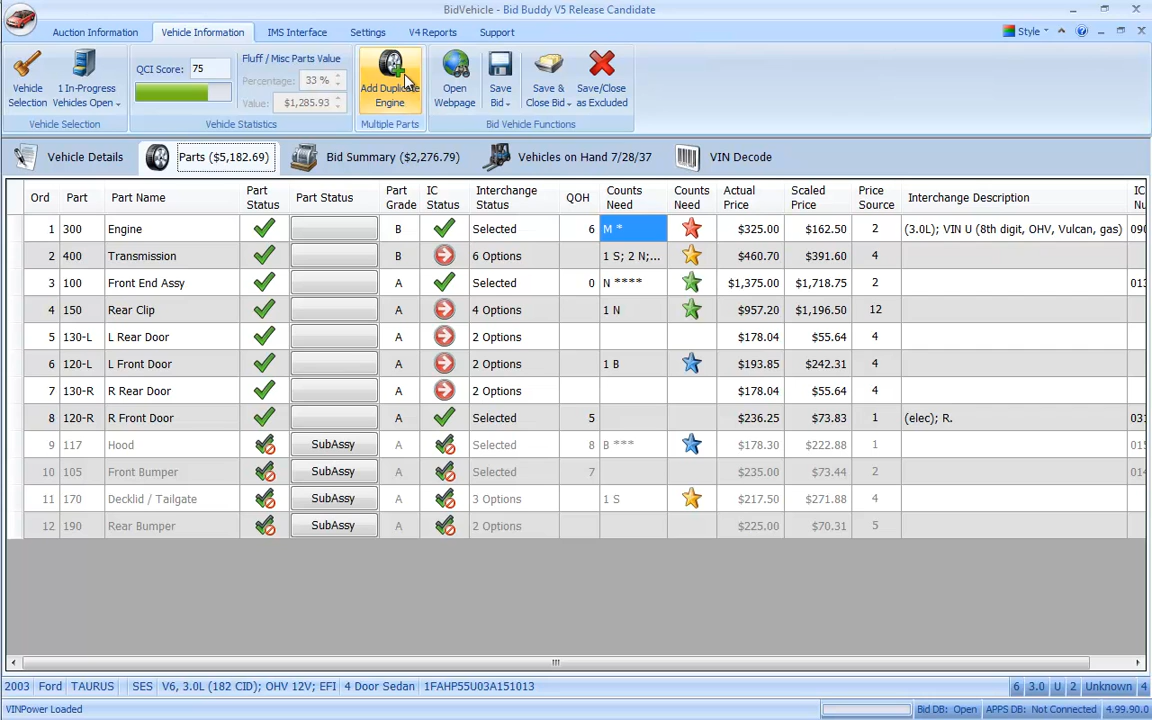 BidVehicle - Bid Buddy V5 Release Candidate
Auction Information Vehicle Information IMS Interface Settings V4 Reports Support Style
Vehicle Selection
1 In-Progress Vehicles Open
QCI Score: 75
Fluff / Misc Parts Value
Percentage: 33 %
Value: $1,285.93
Add Duplicate Engine
Open Webpage
Save Bid
Save & Close Bid
Save/Close as Excluded
Vehicle Selection Vehicle Statistics Multiple Parts Bid Vehicle Functions
Vehicle Details Parts ($5,182.69) Bid Summary ($2,276.79) Vehicles on Hand 7/28/37 VIN Decode
Ord Part Part Name Part Status Part Status Part Grade IC Status Interchange Status QOH Counts Need Counts Need Actual Price Scaled Price Price Source Interchange Description IC Nu
1 300 Engine B Selected 6 M * $325.00 $162.50 2 (3.0L); VIN U (8th digit, OHV, Vulcan, gas) 090
2 400 Transmission B 6 Options 1 S; 2 N;... $460.70 $391.60 4
3 100 Front End Assy A Selected 0 N **** $1,375.00 $1,718.75 2 013
4 150 Rear Clip A 4 Options 1 N $957.20 $1,196.50 12
5 130-L L Rear Door A 2 Options $178.04 $55.64 4
6 120-L L Front Door A 2 Options 1 B $193.85 $242.31 4
7 130-R R Rear Door A 2 Options $178.04 $55.64 4
8 120-R R Front Door A Selected 5 $236.25 $73.83 1 (elec); R. 031
9 117 Hood SubAssy A Selected 8 B *** $178.30 $222.88 1 015
10 105 Front Bumper SubAssy A Selected 7 $235.00 $73.44 2 014
11 170 Decklid / Tailgate SubAssy A 3 Options 1 S $217.50 $271.88 4
12 190 Rear Bumper SubAssy A 2 Options $225.00 $70.31 5
2003 Ford TAURUS SES V6, 3.0L (182 CID); OHV 12V; EFI 4 Door Sedan 1FAHP55U03A151013 6 3.0 U 2 Unknown 4
VINPower Loaded Bid DB: Open APPS DB: Not Connected 4.99.90.0